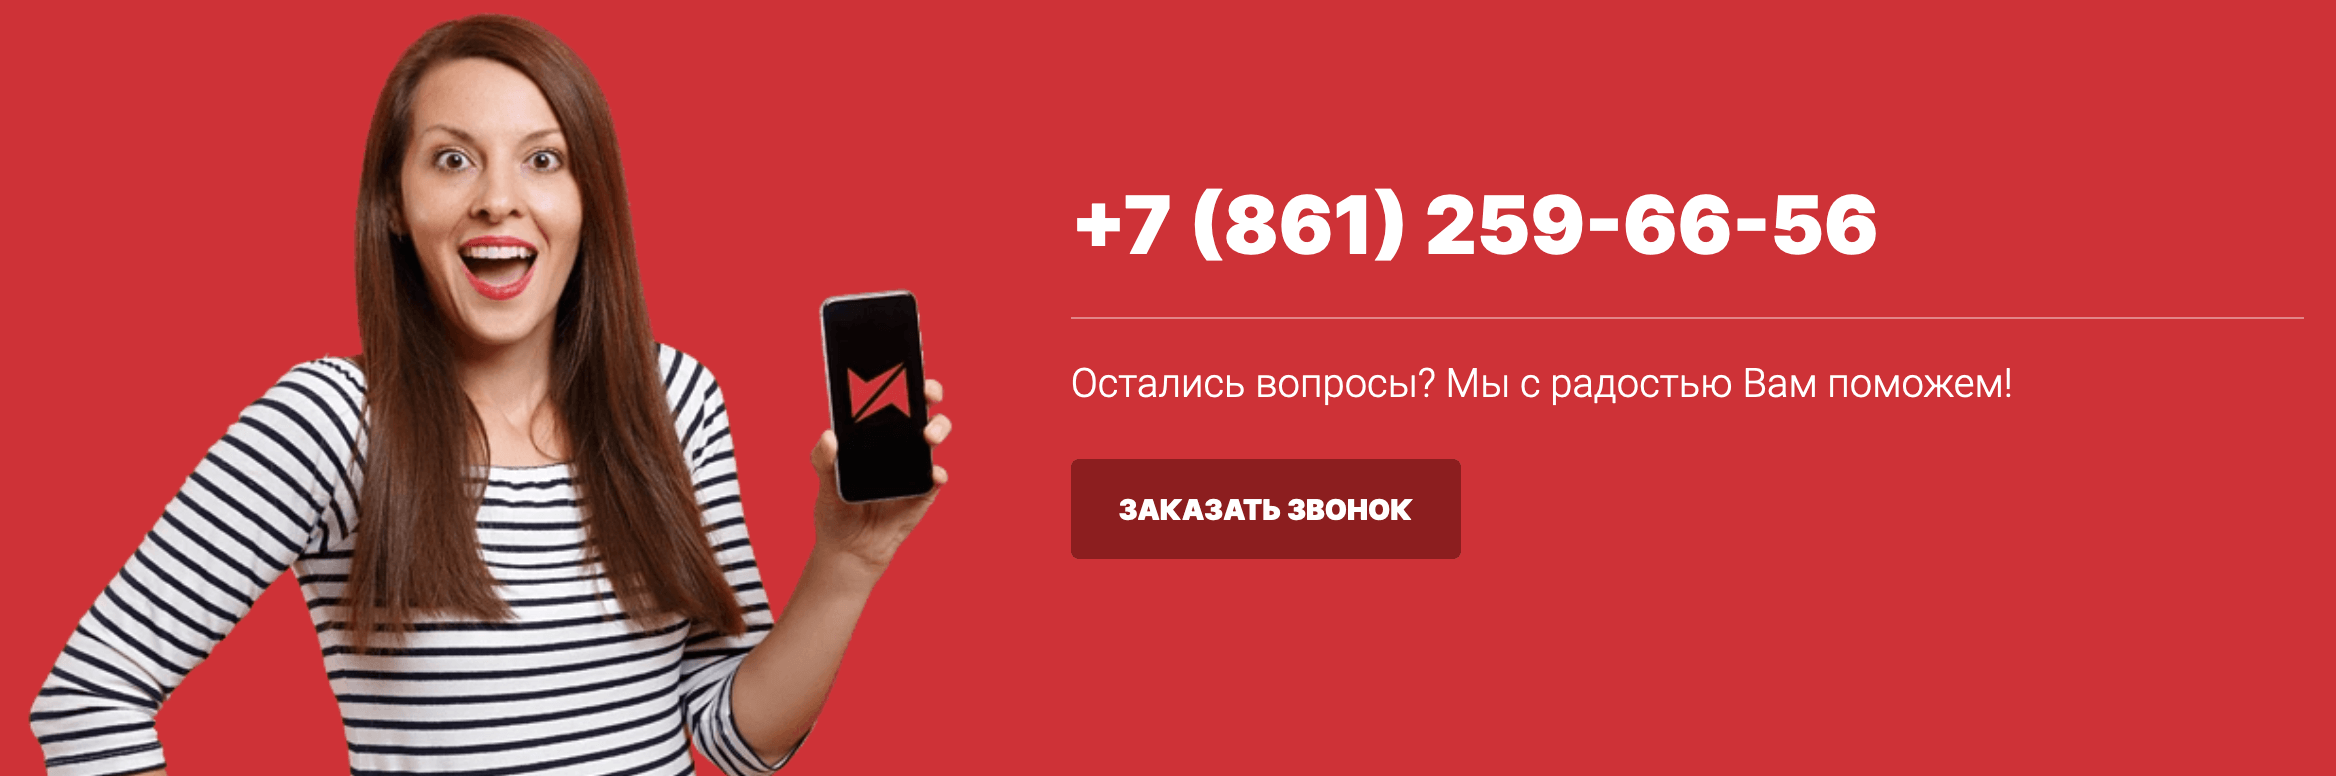 +7 (861) 259-66-56
Остались вопросы? Мы с радостью Вам поможем!
ЗАКАЗАТЬ ЗВОНОК